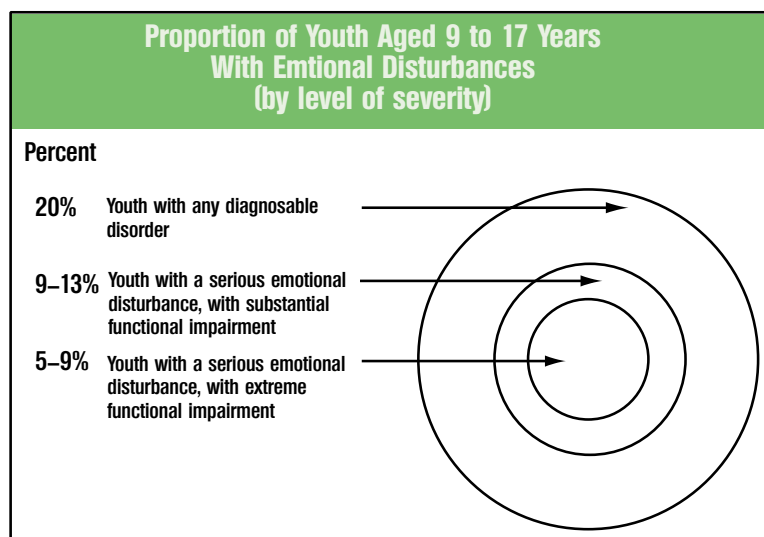 Proportion of Youth Aged 9 to 17 Years
With Emtional Disturbances
(by level of severity)
Percent
20% Youth with any diagnosable
disorder
9–13% Youth with a serious emotional
disturbance, with substantial
functional impairment
5–9% Youth with a serious emotional
disturbance, with extreme
functional impairment